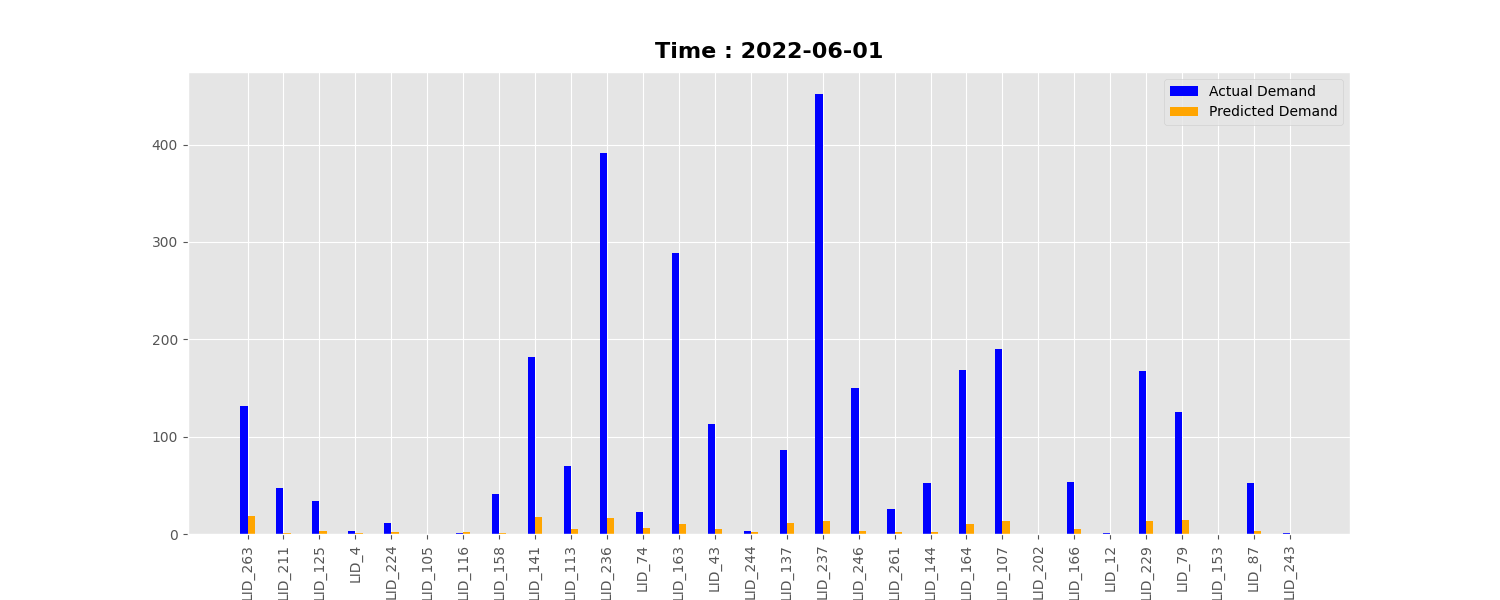 Time : 2022-06-01
Actual Demand
Predicted Demand
400
300
200
100
0
LID_263
LID_211
LID_125
LID_4
LID_224
LID_105
LID_116
LID_158
LID_141
LID_113
LID_236
LID_74
LID_163
LID_43
LID_244
LID_137
LID_237
LID_246
LID_261
LID_144
LID_164
LID_107
LID_202
LID_166
LID_12
LID_229
LID_79
LID_153
LID_87
LID_243